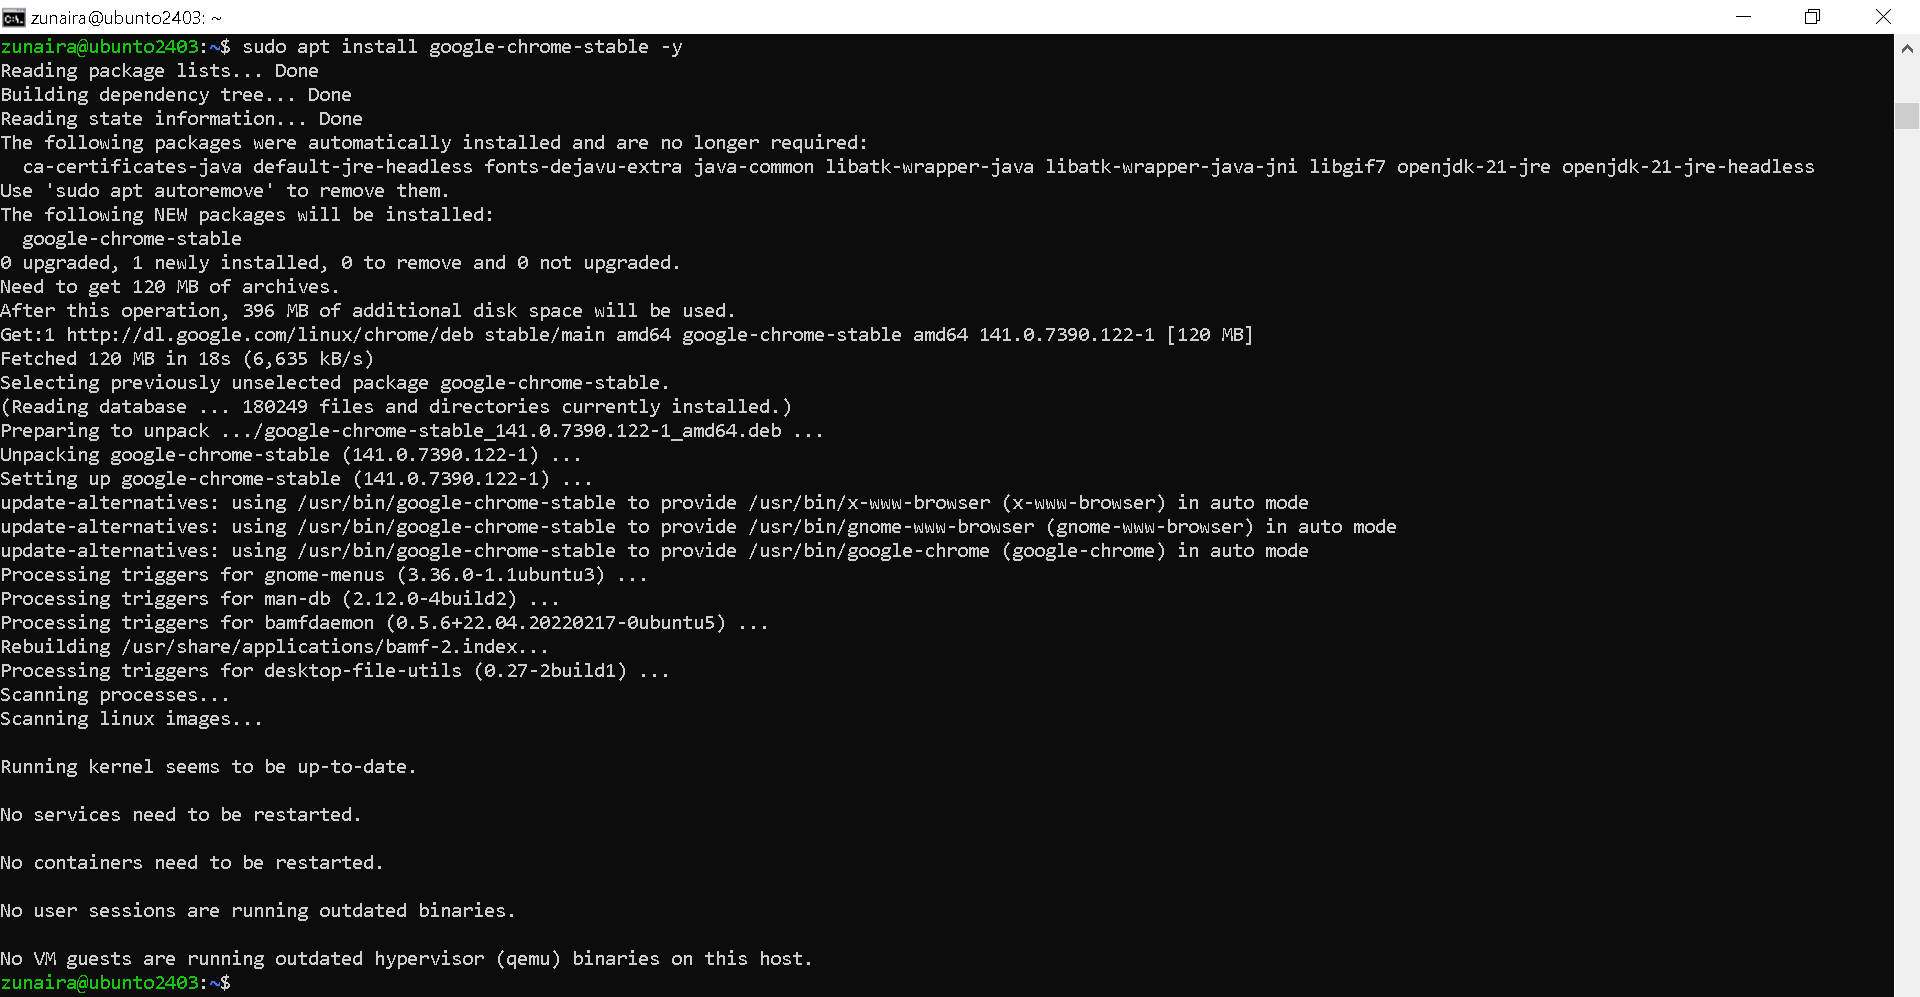 zunaira@ubunto2403: ~
zunaira@ubunto2403:~$ sudo apt install google-chrome-stable -y
Reading package lists... Done
Building dependency tree... Done
Reading state information... Done
The following packages were automatically installed and are no longer required:
  ca-certificates-java default-jre-headless fonts-dejavu-extra java-common libatk-wrapper-java libatk-wrapper-java-jni libgif7 openjdk-21-jre openjdk-21-jre-headless
Use 'sudo apt autoremove' to remove them.
The following NEW packages will be installed:
  google-chrome-stable
0 upgraded, 1 newly installed, 0 to remove and 0 not upgraded.
Need to get 120 MB of archives.
After this operation, 396 MB of additional disk space will be used.
Get:1 http://dl.google.com/linux/chrome/deb stable/main amd64 google-chrome-stable amd64 141.0.7390.122-1 [120 MB]
Fetched 120 MB in 18s (6,635 kB/s)
Selecting previously unselected package google-chrome-stable.
(Reading database ... 180249 files and directories currently installed.)
Preparing to unpack .../google-chrome-stable_141.0.7390.122-1_amd64.deb ...
Unpacking google-chrome-stable (141.0.7390.122-1) ...
Setting up google-chrome-stable (141.0.7390.122-1) ...
update-alternatives: using /usr/bin/google-chrome-stable to provide /usr/bin/x-www-browser (x-www-browser) in auto mode
update-alternatives: using /usr/bin/google-chrome-stable to provide /usr/bin/gnome-www-browser (gnome-www-browser) in auto mode
update-alternatives: using /usr/bin/google-chrome-stable to provide /usr/bin/google-chrome (google-chrome) in auto mode
Processing triggers for gnome-menus (3.36.0-1.1ubuntu3) ...
Processing triggers for man-db (2.12.0-4build2) ...
Processing triggers for bamfdaemon (0.5.6+22.04.20220217-0ubuntu5) ...
Rebuilding /usr/share/applications/bamf-2.index...
Processing triggers for desktop-file-utils (0.27-2build1) ...
Scanning processes...
Scanning linux images...
Running kernel seems to be up-to-date.
No services need to be restarted.
No containers need to be restarted.
No user sessions are running outdated binaries.
No VM guests are running outdated hypervisor (qemu) binaries on this host.
zunaira@ubunto2403:~$